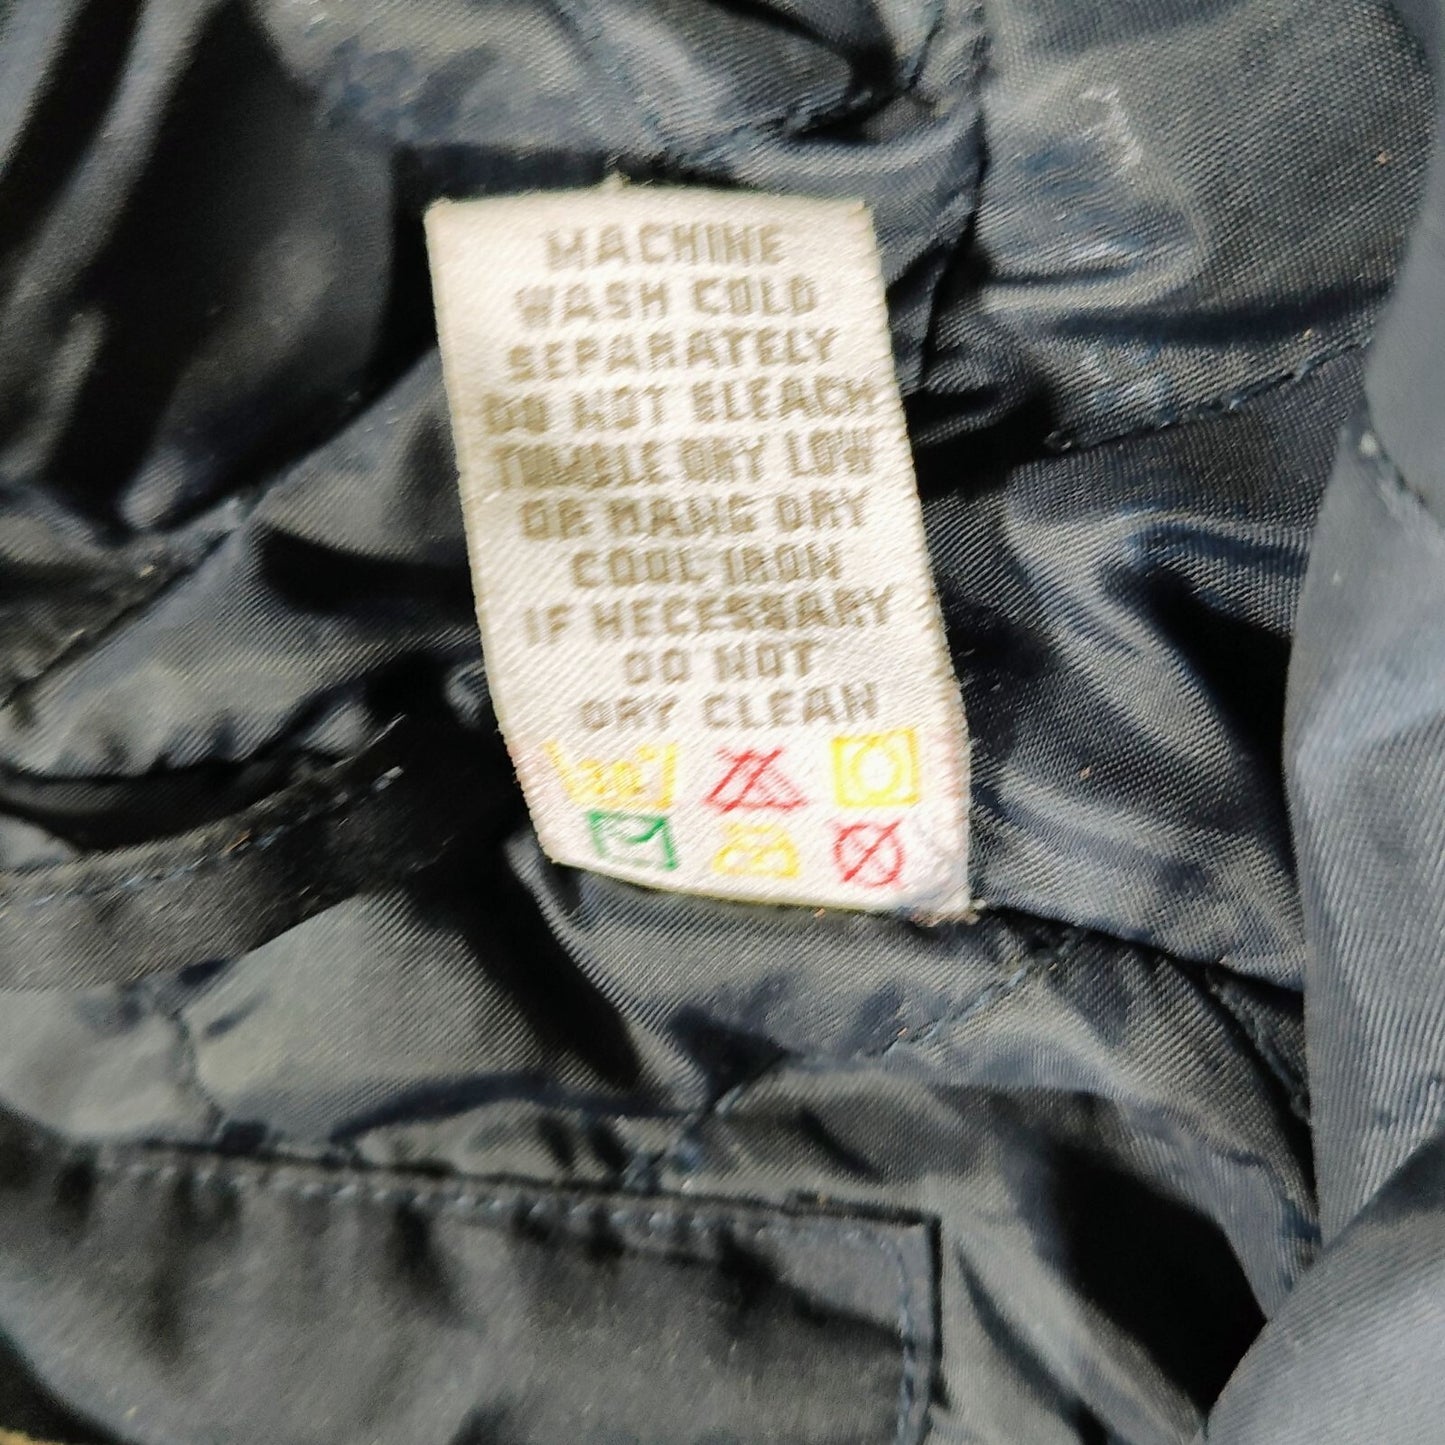 MACHINE
WASH COLD
SEPARATELY
DO NOT BLEACH
TUMBLE DRY LOW
OR HANG DRY
COOL IRON
IF NECESSARY
DO NOT
DRY CLEAN